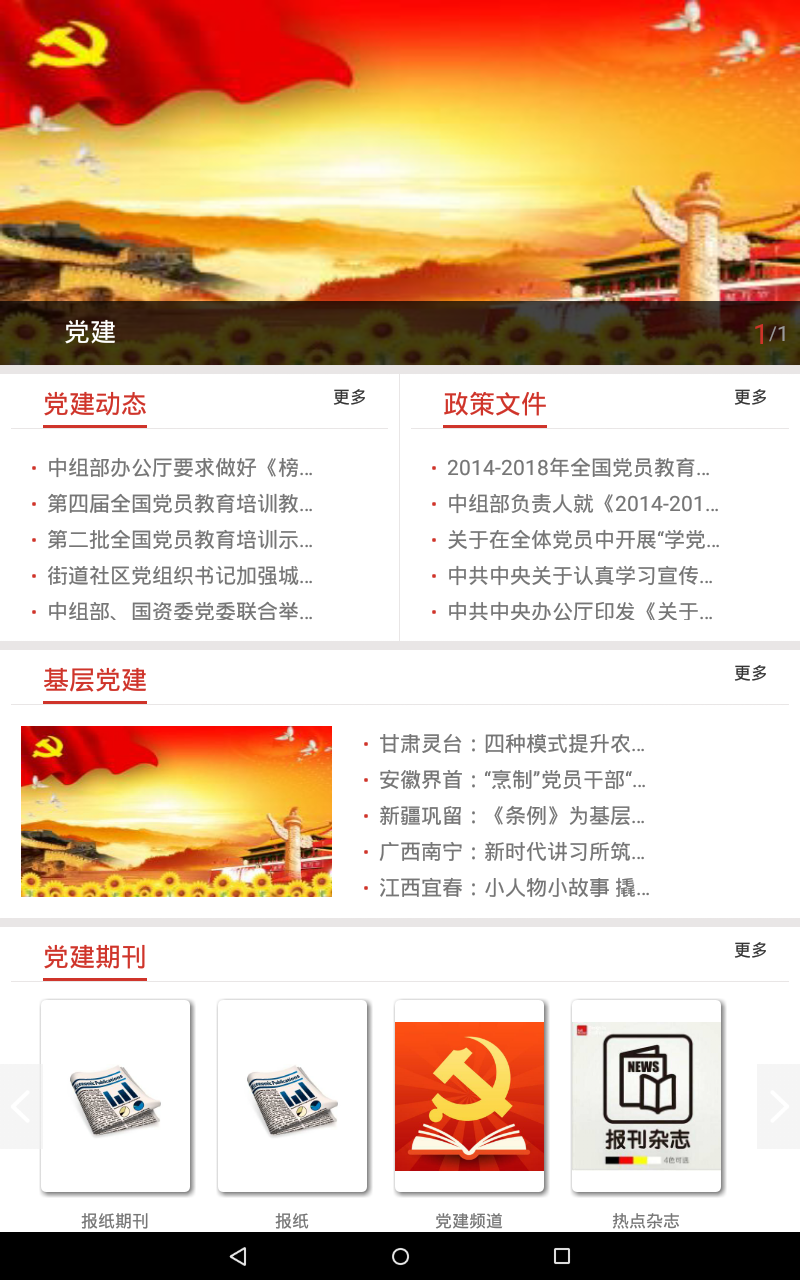 党建
1/1
党建动态
更多
中组部办公厅要求做好《榜...
第四届全国党员教育培训教...
第二批全国党员教育培训示...
街道社区党组织书记加强城...
中组部、国资委党委联合举...
政策文件
更多
2014-2018年全国党员教育...
中组部负责人就《2014-201...
关于在全体党员中开展“学党...
中共中央关于认真学习宣传...
中共中央办公厅印发《关于...
基层党建
更多
甘肃灵台：四种模式提升农...
安徽界首：“烹制”党员干部“...
新疆巩留：《条例》为基层...
广西南宁：新时代讲习所筑...
江西宜春：小人物小故事 撬...
党建期刊
更多
NEWS
报刊杂志
4色可选
报纸期刊
报纸
党建频道
热点杂志